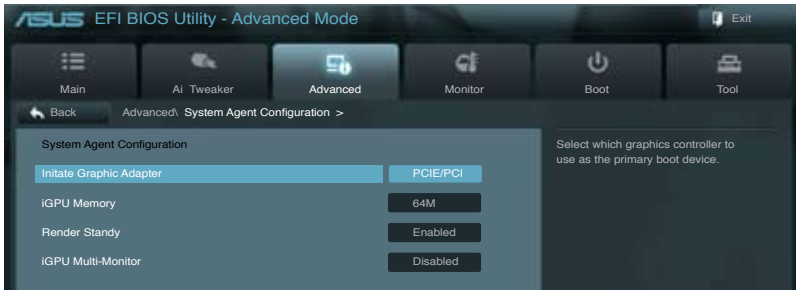 ASUS EFI BIOS Utility - Advanced Mode
Exit
Main
Ai Tweaker
Advanced
Monitor
Boot
Tool
Back
Advanced\ System Agent Configuration >
System Agent Configuration
Select which graphics controller to
use as the primary boot device.
Initate Graphic Adapter PCIE/PCI
iGPU Memory 64M
Render Standy Enabled
iGPU Multi-Monitor Disabled